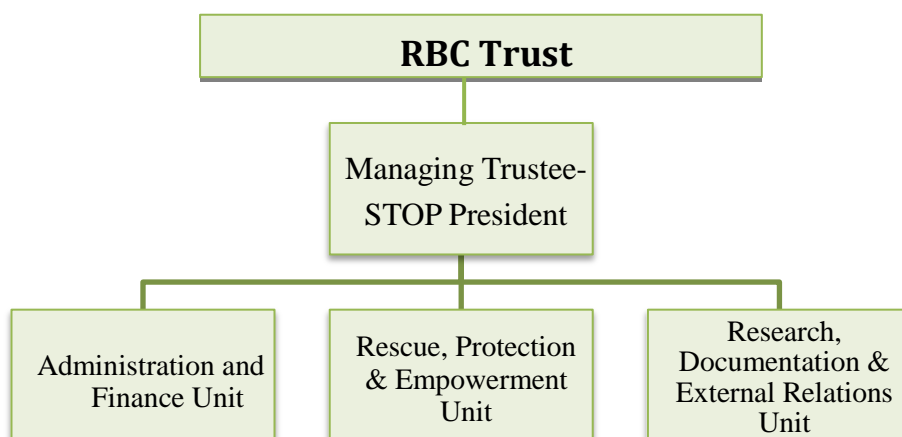 RBC Trust
Managing Trustee-
STOP President
Administration and
Finance Unit
Rescue, Protection
& Empowerment
Unit
Research,
Documentation &
External Relations
Unit